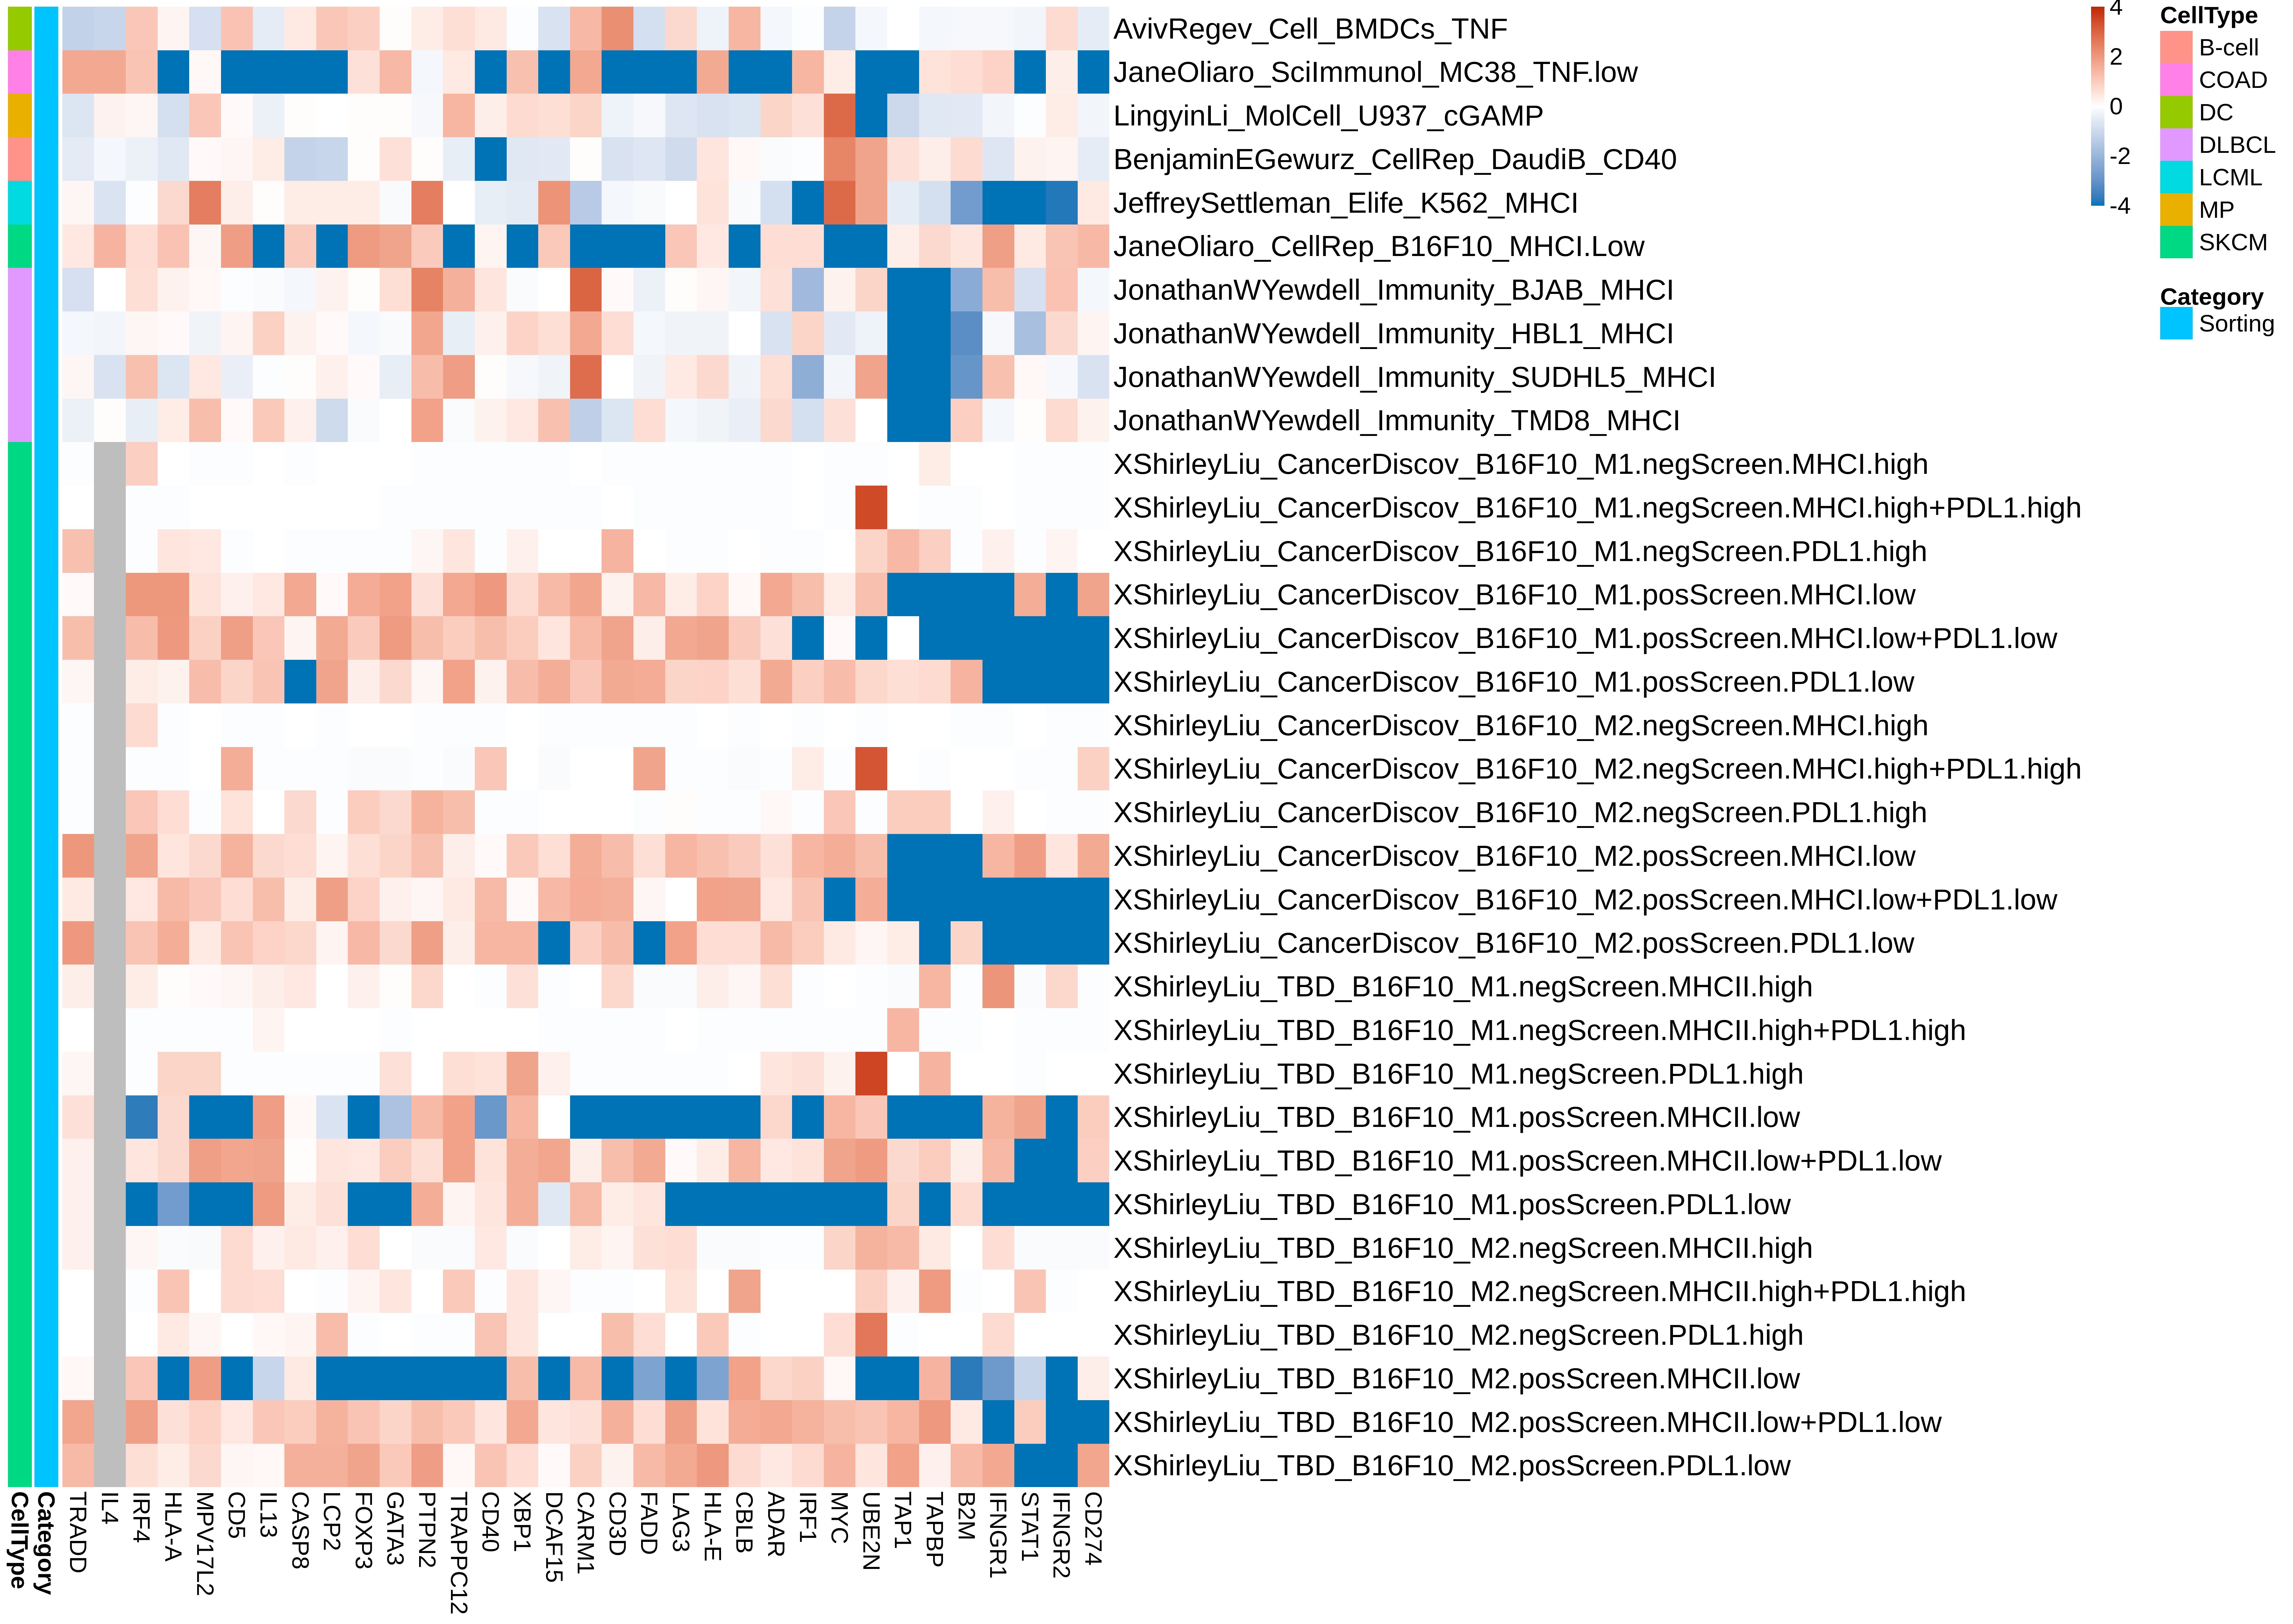 AvivRegev_Cell_BMDCs_TNF
JaneOliaro_SciImmunol_MC38_TNF.low
LingyinLi_MolCell_U937_cGAMP
BenjaminEGewurz_CellRep_DaudiB_CD40
JeffreySettleman_Elife_K562_MHCI
JaneOliaro_CellRep_B16F10_MHCI.Low
JonathanWYewdell_Immunity_BJAB_MHCI
JonathanWYewdell_Immunity_HBL1_MHCI
JonathanWYewdell_Immunity_SUDHL5_MHCI
JonathanWYewdell_Immunity_TMD8_MHCI
XShirleyLiu_CancerDiscov_B16F10_M1.negScreen.MHCI.high
XShirleyLiu_CancerDiscov_B16F10_M1.negScreen.MHCI.high+PDL1.high
XShirleyLiu_CancerDiscov_B16F10_M1.negScreen.PDL1.high
XShirleyLiu_CancerDiscov_B16F10_M1.posScreen.MHCI.low
XShirleyLiu_CancerDiscov_B16F10_M1.posScreen.MHCI.low+PDL1.low
XShirleyLiu_CancerDiscov_B16F10_M1.posScreen.PDL1.low
XShirleyLiu_CancerDiscov_B16F10_M2.negScreen.MHCI.high
XShirleyLiu_CancerDiscov_B16F10_M2.negScreen.MHCI.high+PDL1.high
XShirleyLiu_CancerDiscov_B16F10_M2.negScreen.PDL1.high
XShirleyLiu_CancerDiscov_B16F10_M2.posScreen.MHCI.low
XShirleyLiu_CancerDiscov_B16F10_M2.posScreen.MHCI.low+PDL1.low
XShirleyLiu_CancerDiscov_B16F10_M2.posScreen.PDL1.low
XShirleyLiu_TBD_B16F10_M1.negScreen.MHCII.high
XShirleyLiu_TBD_B16F10_M1.negScreen.MHCII.high+PDL1.high
XShirleyLiu_TBD_B16F10_M1.negScreen.PDL1.high
XShirleyLiu_TBD_B16F10_M1.posScreen.MHCII.low
XShirleyLiu_TBD_B16F10_M1.posScreen.MHCII.low+PDL1.low
XShirleyLiu_TBD_B16F10_M1.posScreen.PDL1.low
XShirleyLiu_TBD_B16F10_M2.negScreen.MHCII.high
XShirleyLiu_TBD_B16F10_M2.negScreen.MHCII.high+PDL1.high
XShirleyLiu_TBD_B16F10_M2.negScreen.PDL1.high
XShirleyLiu_TBD_B16F10_M2.posScreen.MHCII.low
XShirleyLiu_TBD_B16F10_M2.posScreen.MHCII.low+PDL1.low
XShirleyLiu_TBD_B16F10_M2.posScreen.PDL1.low
CellType
Category
TRADD
IL4
IRF4
HLA-A
MPV17L2
CD5
IL13
CASP8
LCP2
FOXP3
GATA3
PTPN2
TRAPPC12
CD40
XBP1
DCAF15
CARM1
CD3D
FADD
LAG3
HLA-E
CBLB
ADAR
IRF1
MYC
UBE2N
TAP1
TAPBP
B2M
IFNGR1
STAT1
IFNGR2
CD274
4
2
0
-2
-4
CellType
B-cell
COAD
DC
DLBCL
LCML
MP
SKCM
Category
Sorting